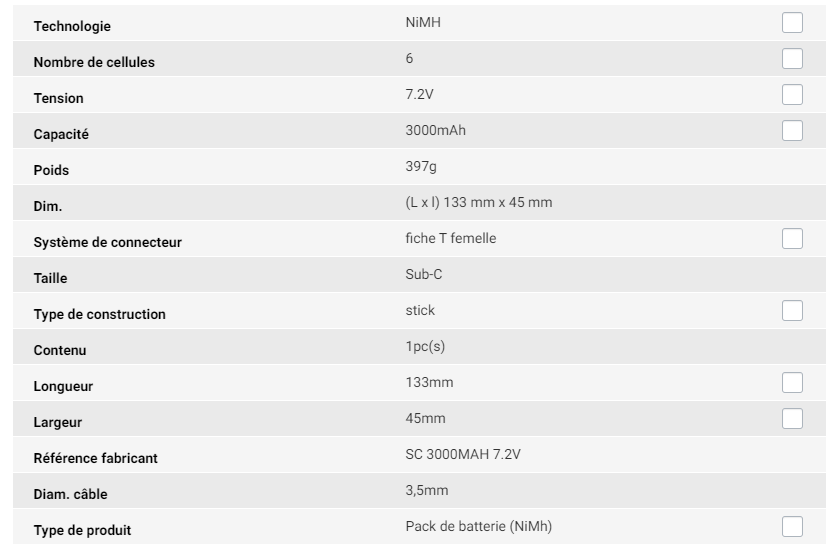 Technologie NiMH
Nombre de cellules 6
Tension 7.2V
Capacité 3000mAh
Poids 397g
Dim. (L x l) 133 mm x 45 mm
Système de connecteur fiche T femelle
Taille Sub-C
Type de construction stick
Contenu 1pc(s)
Longueur 133mm
Largeur 45mm
Référence fabricant SC 3000MAH 7.2V
Diam. câble 3,5mm
Type de produit Pack de batterie (NiMh)